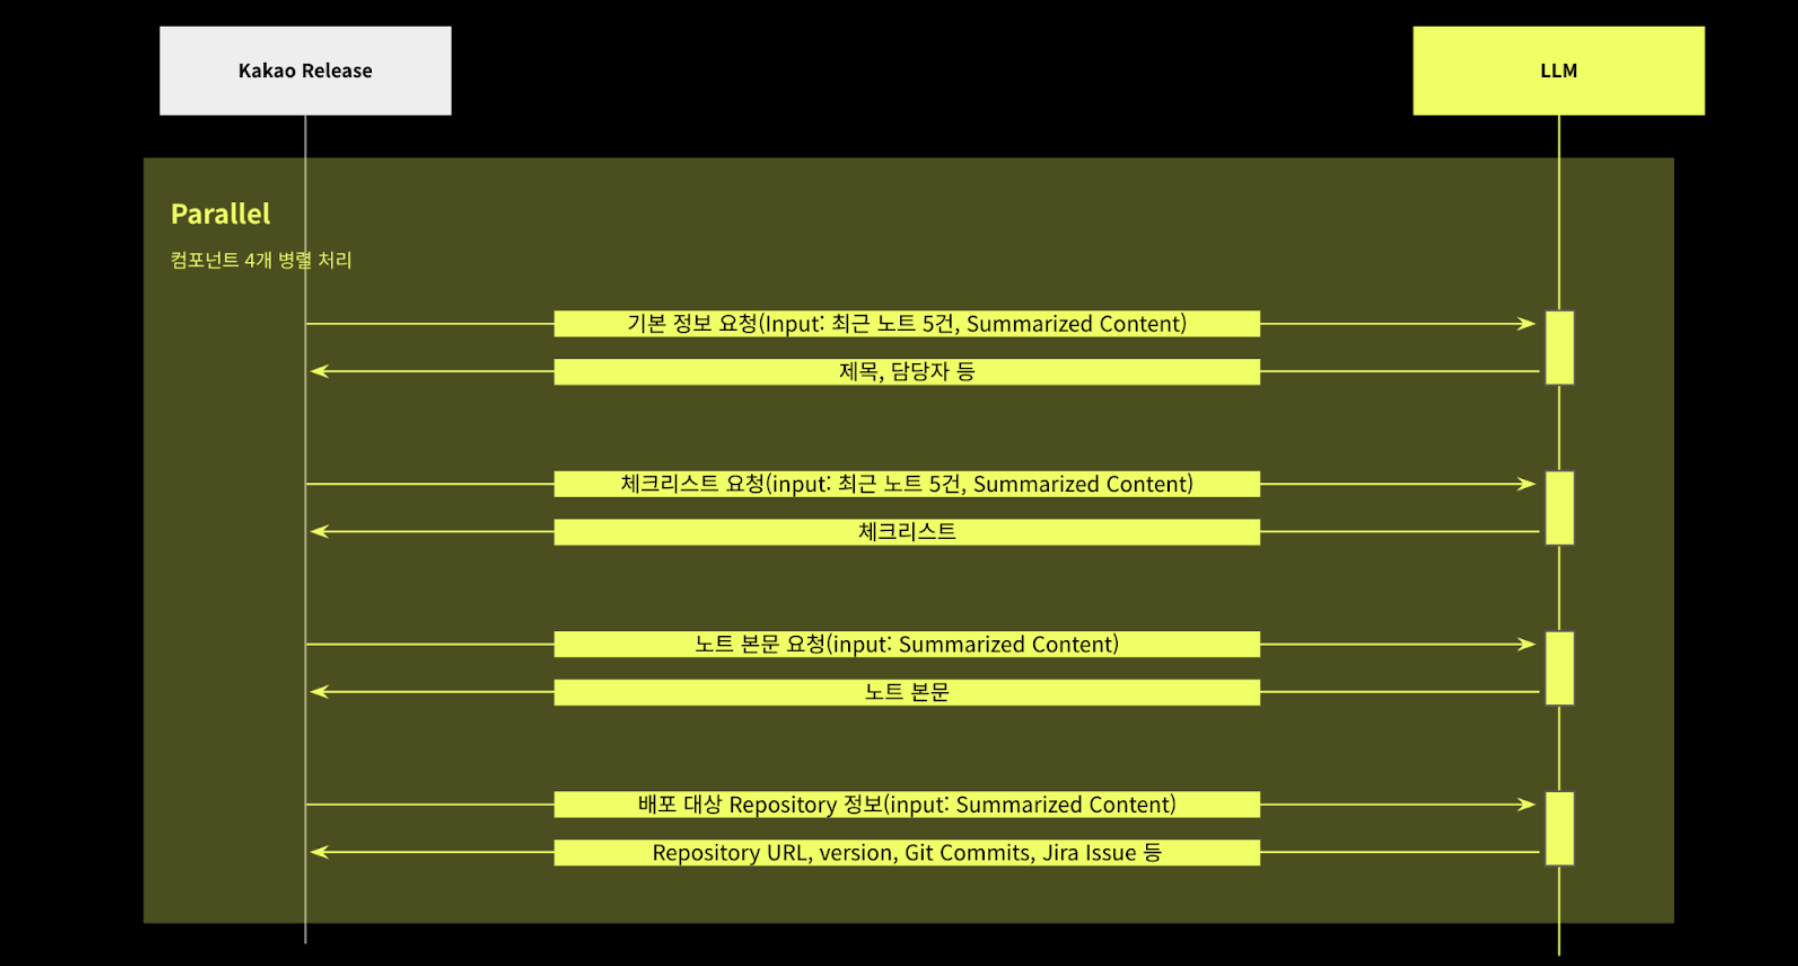 Kakao Release
LLM
Parallel
컴포넌트 4개 병렬 처리
기본 정보 요청(Input: 최근 노트 5건, Summarized Content)
제목, 담당자 등
체크리스트 요청(input: 최근 노트 5건, Summarized Content)
체크리스트
노트 본문 요청(input: Summarized Content)
노트 본문
배포 대상 Repository 정보(input: Summarized Content)
Repository URL, version, Git Commits, Jira Issue 등